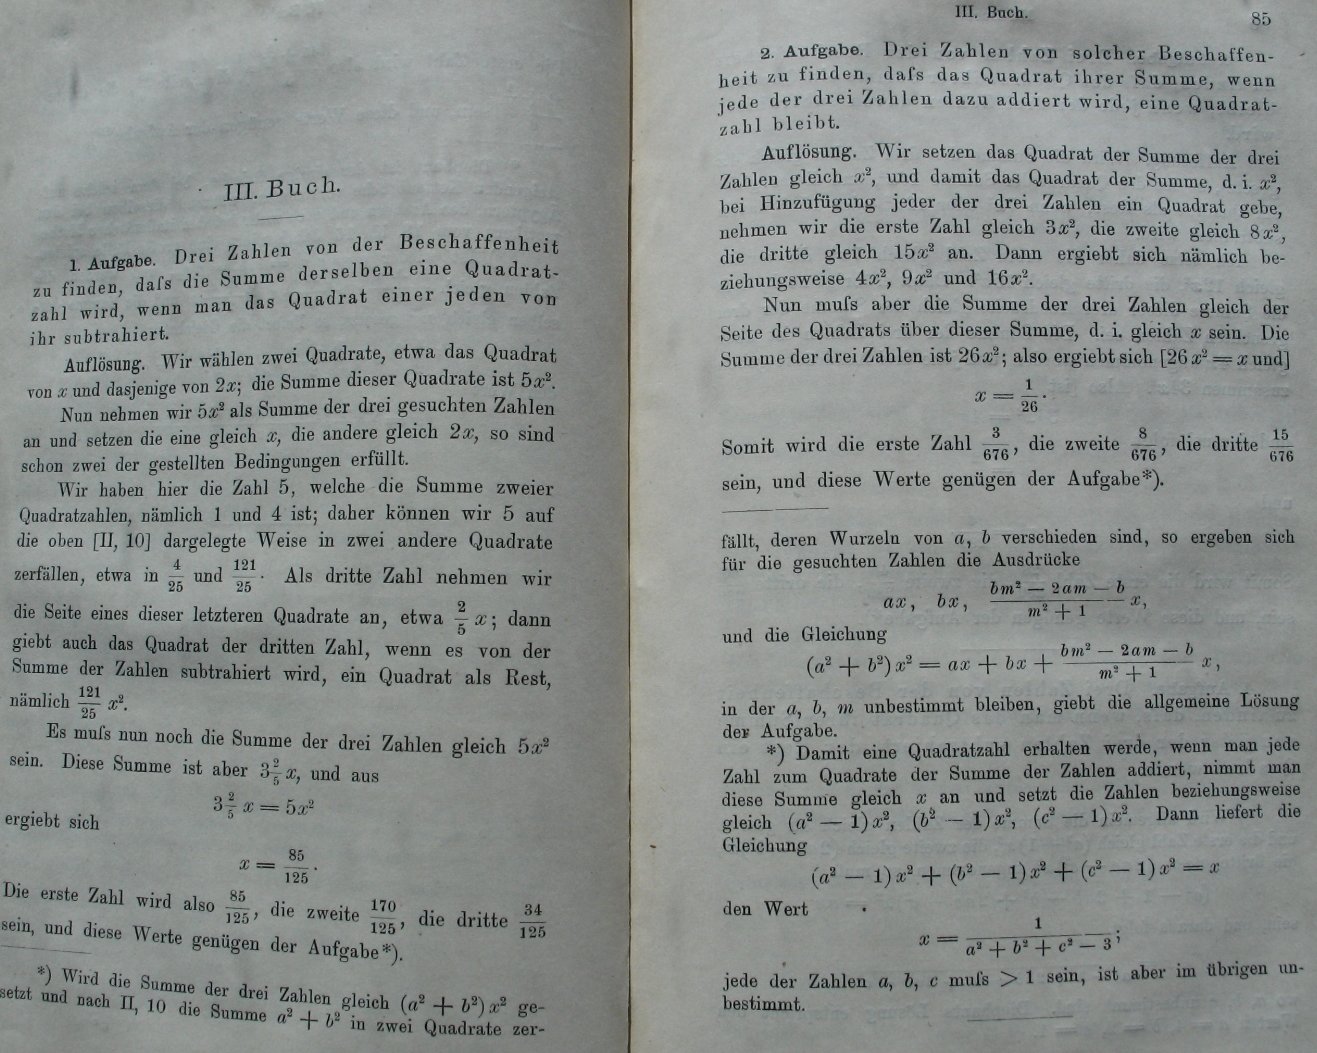 III. Buch.
1. Aufgabe. Drei Zahlen von der Beschaffenheit
zu finden, daſs die Summe derselben eine Quadrat-
zahl wird, wenn man das Quadrat einer jeden von
ihr subtrahiert.
Auflösung. Wir wählen zwei Quadrate, etwa das Quadrat
von x und dasjenige von 2x; die Summe dieser Quadrate ist 5x².
Nun nehmen wir 5x² als Summe der drei gesuchten Zahlen
an und setzen die eine gleich x, die andere gleich 2x, so sind
schon zwei der gestellten Bedingungen erfüllt.
Wir haben hier die Zahl 5, welche die Summe zweier
Quadratzahlen, nämlich 1 und 4 ist; daher können wir 5 auf
die oben [II, 10] dargelegte Weise in zwei andere Quadrate
zerfällen, etwa in 4/25 und 121/25. Als dritte Zahl nehmen wir
die Seite eines dieser letzteren Quadrate an, etwa 2/5 x; dann
giebt auch das Quadrat der dritten Zahl, wenn es von der
Summe der Zahlen subtrahiert wird, ein Quadrat als Rest,
nämlich 121/25 x².
Es muſs nun noch die Summe der drei Zahlen gleich 5x²
sein. Diese Summe ist aber 3 2/5 x, und aus
3 2/5 x = 5x²
ergiebt sich
x = 85/125.
Die erste Zahl wird also 85/125, die zweite 170/125, die dritte 34/125
sein, und diese Werte genügen der Aufgabe*).
*) Wird die Summe der drei Zahlen gleich (a² + b²) x² ge-
setzt und nach II, 10 die Summe a² + b² in zwei Quadrate zer-
III. Buch. 85
2. Aufgabe. Drei Zahlen von solcher Beschaffen-
heit zu finden, daſs das Quadrat ihrer Summe, wenn
jede der drei Zahlen dazu addiert wird, eine Quadrat-
zahl bleibt.
Auflösung. Wir setzen das Quadrat der Summe der drei
Zahlen gleich x², und damit das Quadrat der Summe, d. i. x²,
bei Hinzufügung jeder der drei Zahlen ein Quadrat gebe,
nehmen wir die erste Zahl gleich 3x², die zweite gleich 8x²,
die dritte gleich 15x² an. Dann ergiebt sich nämlich be-
ziehungsweise 4x², 9x² und 16x².
Nun muſs aber die Summe der drei Zahlen gleich der
Seite des Quadrats über dieser Summe, d. i. gleich x sein. Die
Summe der drei Zahlen ist 26x²; also ergiebt sich [26x² = x und]
x = 1/26.
Somit wird die erste Zahl 3/676, die zweite 8/676, die dritte 15/676
sein, und diese Werte genügen der Aufgabe*).
fällt, deren Wurzeln von a, b verschieden sind, so ergeben sich
für die gesuchten Zahlen die Ausdrücke
ax, bx, (bm² − 2am − b)/(m² + 1) x,
und die Gleichung
(a² + b²) x² = ax + bx + (bm² − 2am − b)/(m² + 1) x,
in der a, b, m unbestimmt bleiben, giebt die allgemeine Lösung
der Aufgabe.
*) Damit eine Quadratzahl erhalten werde, wenn man jede
Zahl zum Quadrate der Summe der Zahlen addiert, nimmt man
diese Summe gleich x an und setzt die Zahlen beziehungsweise
gleich (a² − 1) x², (b² − 1) x², (c² − 1) x². Dann liefert die
Gleichung
(a² − 1) x² + (b² − 1) x² + (c² − 1) x² = x
den Wert
x = 1/(a² + b² + c² − 3);
jede der Zahlen a, b, c muſs > 1 sein, ist aber im übrigen un-
bestimmt.